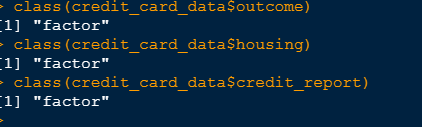 > class(credit_card_data$outcome)
[1] "factor"
> class(credit_card_data$housing)
[1] "factor"
> class(credit_card_data$credit_report)
[1] "factor"
>